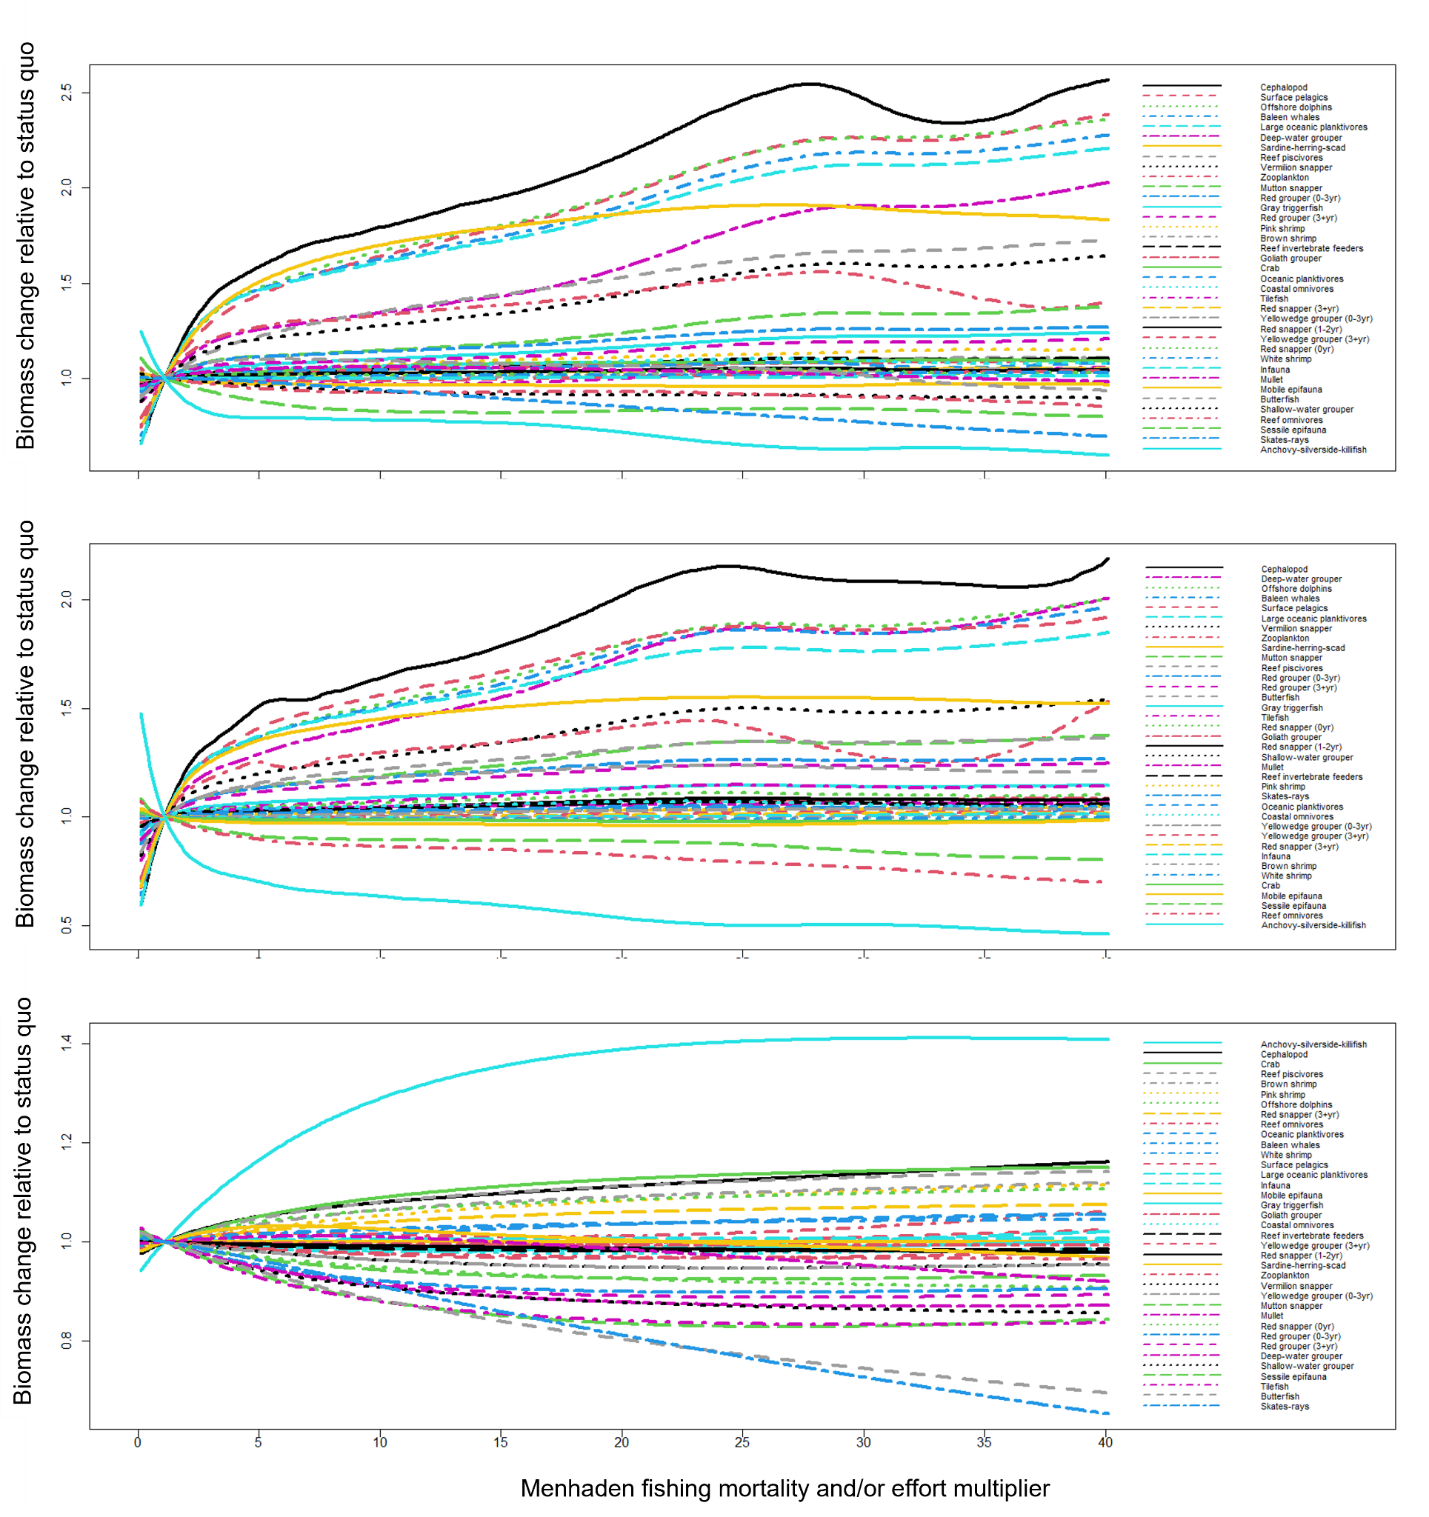 Biomass change relative to status quo
2.5
2.0
1.5
1.0
Cephalopod
Surface pelagics
Offshore dolphins
Baleen whales
Large oceanic planktivores
Deep-water grouper
Sardine-herring-scad
Reef piscivores
Vermilion snapper
Zooplankton
Mutton snapper
Red grouper (0-3yr)
Gray triggerfish
Red grouper (3+yr)
Pink shrimp
Brown shrimp
Reef invertebrate feeders
Goliath grouper
Crab
Oceanic planktivores
Coastal omnivores
Tilefish
Red snapper (3+yr)
Yellowedge grouper (0-3yr)
Red snapper (1-2yr)
Yellowedge grouper (3+yr)
Red snapper (0yr)
White shrimp
Infauna
Mullet
Mobile epifauna
Butterfish
Shallow-water grouper
Reef omnivores
Sessile epifauna
Skates-rays
Anchovy-silverside-killifish
Biomass change relative to status quo
2.0
1.5
1.0
0.5
Cephalopod
Deep-water grouper
Offshore dolphins
Baleen whales
Surface pelagics
Large oceanic planktivores
Vermilion snapper
Zooplankton
Sardine-herring-scad
Mutton snapper
Reef piscivores
Red grouper (0-3yr)
Red grouper (3+yr)
Butterfish
Gray triggerfish
Tilefish
Red snapper (0yr)
Goliath grouper
Red snapper (1-2yr)
Shallow-water grouper
Mullet
Reef invertebrate feeders
Pink shrimp
Skates-rays
Oceanic planktivores
Coastal omnivores
Yellowedge grouper (0-3yr)
Yellowedge grouper (3+yr)
Red snapper (3+yr)
Infauna
Brown shrimp
White shrimp
Crab
Mobile epifauna
Sessile epifauna
Reef omnivores
Anchovy-silverside-killifish
Biomass change relative to status quo
1.4
1.2
1.0
0.8
Anchovy-silverside-killifish
Cephalopod
Crab
Reef piscivores
Brown shrimp
Pink shrimp
Offshore dolphins
Red snapper (3+yr)
Reef omnivores
Oceanic planktivores
Baleen whales
White shrimp
Surface pelagics
Large oceanic planktivores
Infauna
Mobile epifauna
Gray triggerfish
Goliath grouper
Coastal omnivores
Reef invertebrate feeders
Yellowedge grouper (3+yr)
Red snapper (1-2yr)
Sardine-herring-scad
Zooplankton
Vermilion snapper
Yellowedge grouper (0-3yr)
Mutton snapper
Mullet
Red snapper (0yr)
Red grouper (0-3yr)
Red grouper (3+yr)
Deep-water grouper
Shallow-water grouper
Sessile epifauna
Tilefish
Butterfish
Skates-rays
0 5 10 15 20 25 30 35 40
Menhaden fishing mortality and/or effort multiplier